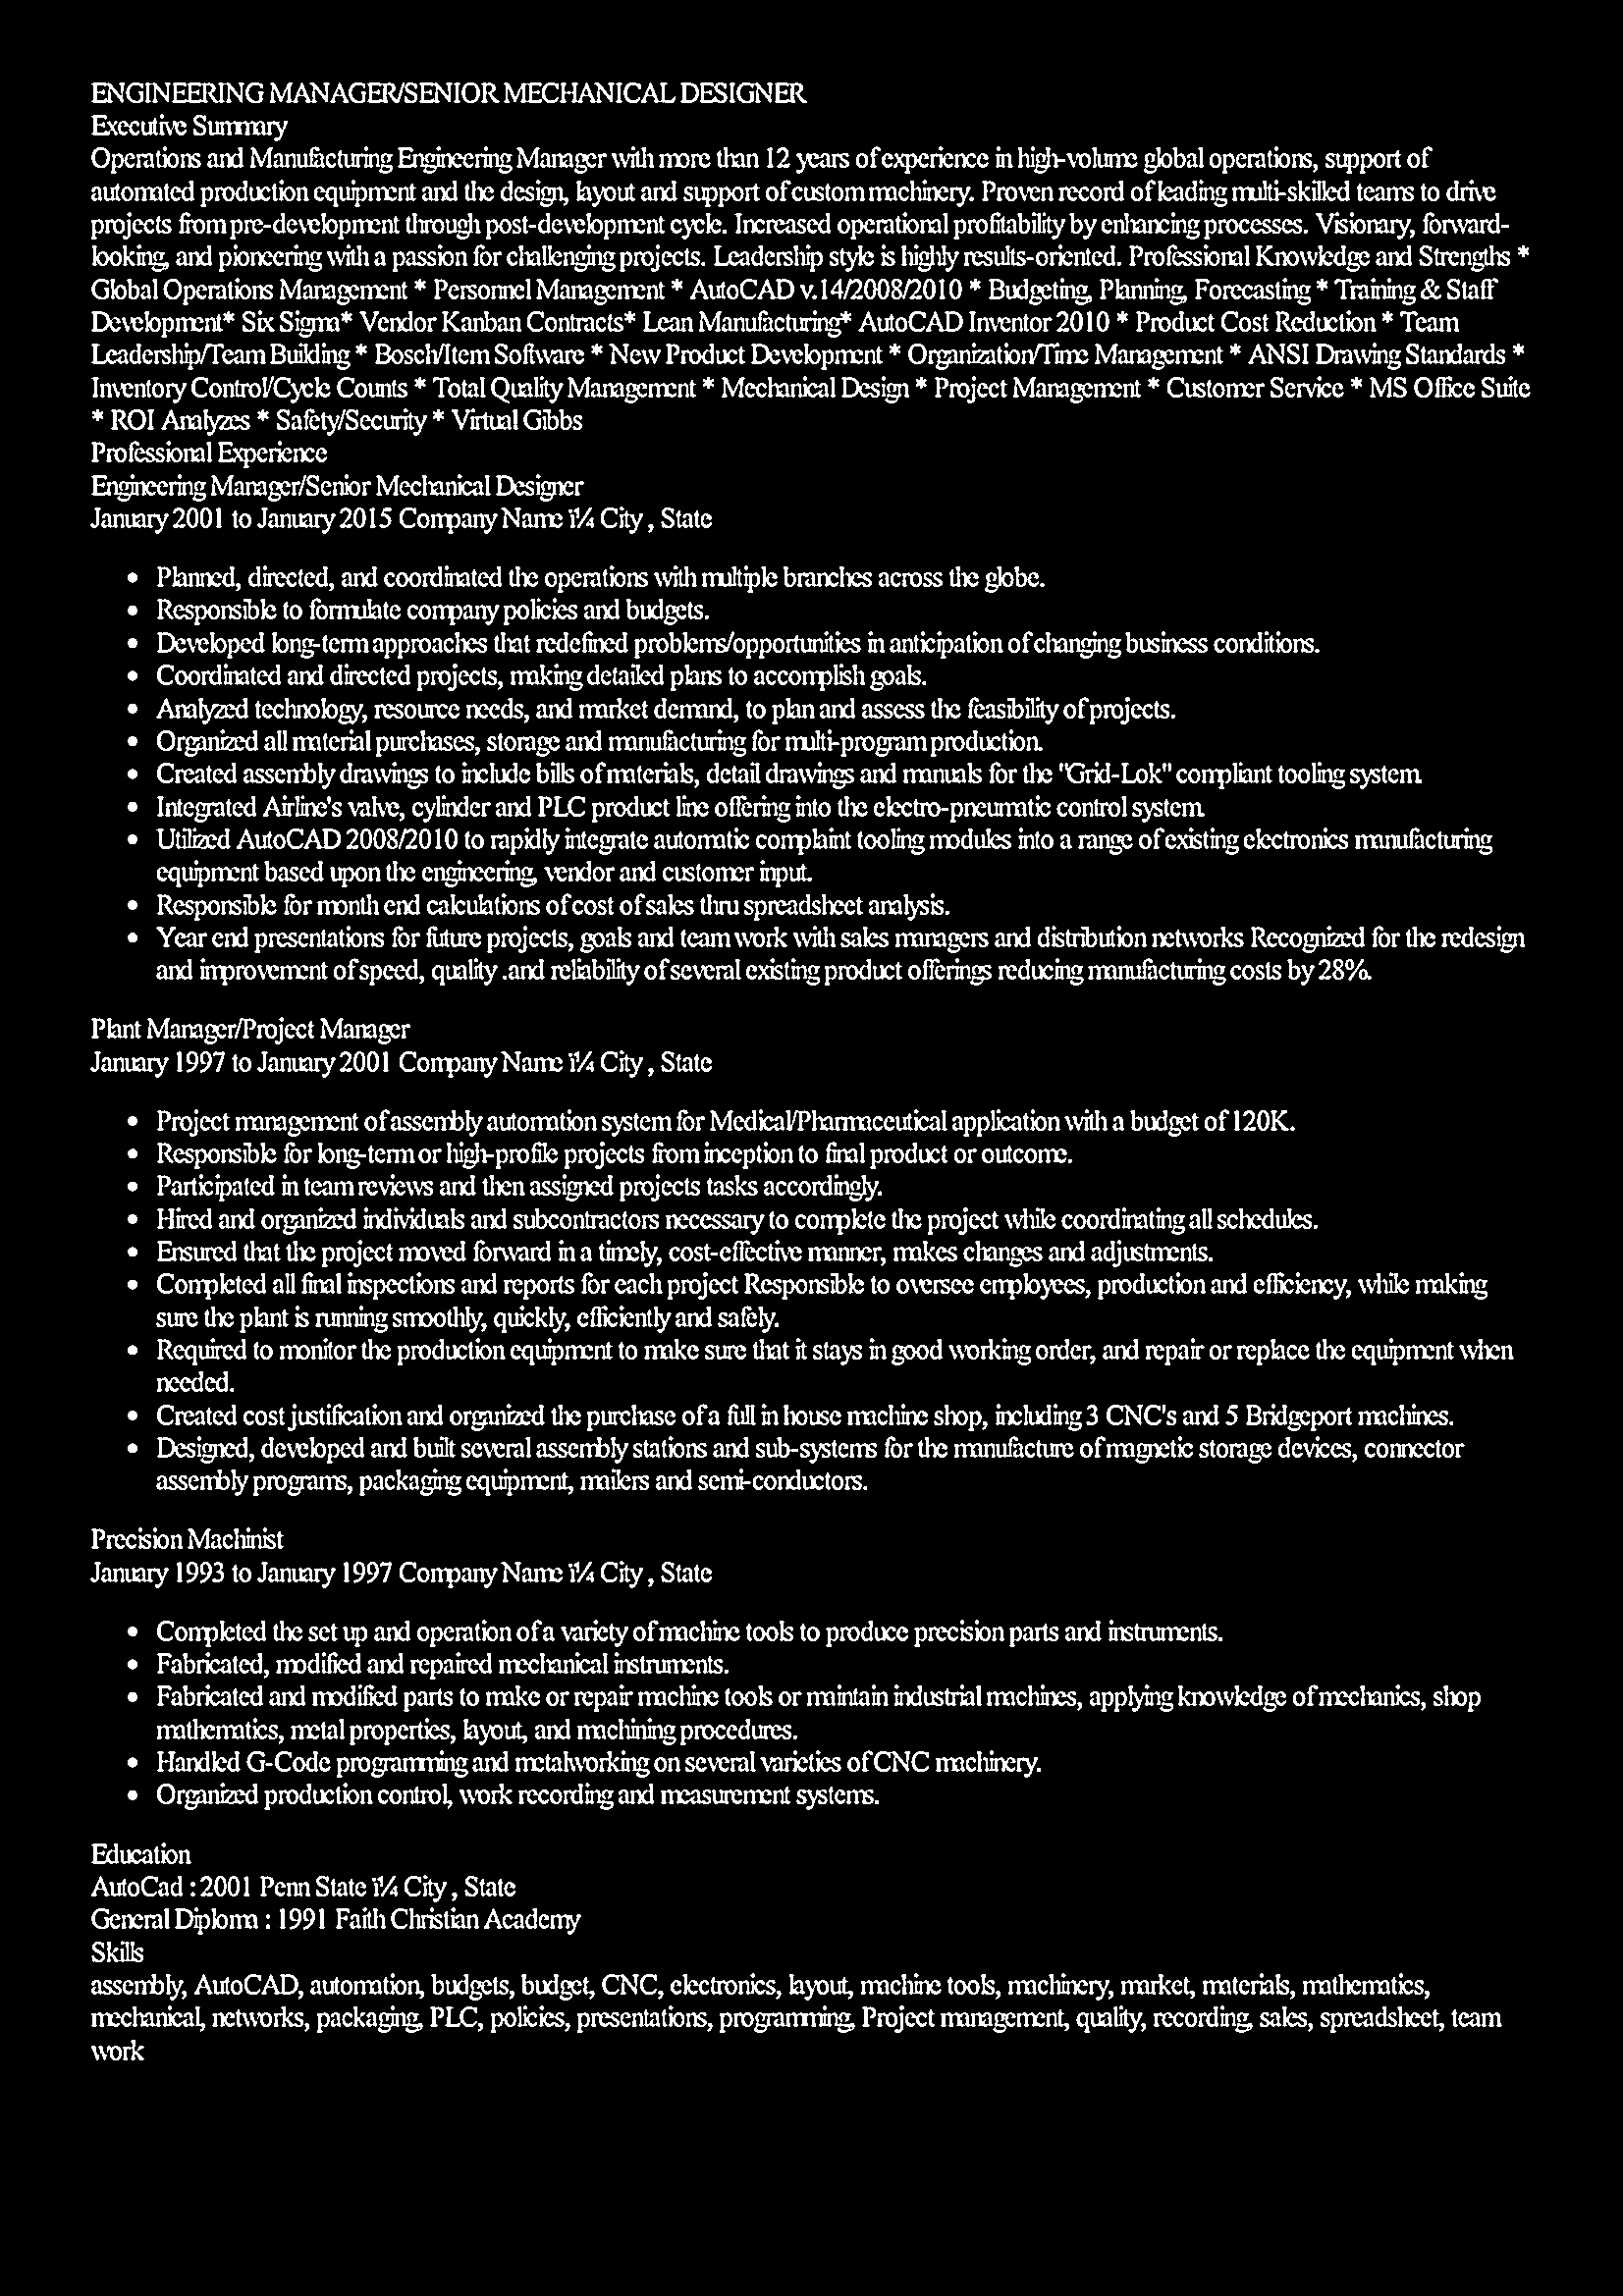 ENGINEERING MANAGER/SENIOR MECHANICAL DESIGNER
Executive Summary
Operations and Manufacturing Engineering Manager with more than 12 years of experience in high-volume global operations, support of
automated production equipment and the design, layout and support of custom machinery. Proven record of leading multi-skilled teams to drive
projects from pre-development through post-development cycle. Increased operational profitability by enhancing processes. Visionary, forward-
looking, and pioneering with a passion for challenging projects. Leadership style is highly results-oriented. Professional Knowledge and Strengths *
Global Operations Management * Personnel Management * AutoCAD v.14/2008/2010 * Budgeting, Planning, Forecasting * Training & Staff
Development* Six Sigma* Vendor Kanban Contracts* Lean Manufacturing* AutoCAD Inventor 2010 * Product Cost Reduction * Team
Leadership/Team Building * Bosch/Item Software * New Product Development * Organization/Time Management * ANSI Drawing Standards *
Inventory Control/Cycle Counts * Total Quality Management * Mechanical Design * Project Management * Customer Service * MS Office Suite
* ROI Analyzes * Safety/Security * Virtual Gibbs
Professional Experience
Engineering Manager/Senior Mechanical Designer
January 2001 to January 2015 Company Name ï¼ City , State
• Planned, directed, and coordinated the operations with multiple branches across the globe.
• Responsible to formulate company policies and budgets.
• Developed long-term approaches that redefined problems/opportunities in anticipation of changing business conditions.
• Coordinated and directed projects, making detailed plans to accomplish goals.
• Analyzed technology, resource needs, and market demand, to plan and assess the feasibility of projects.
• Organized all material purchases, storage and manufacturing for multi-program production.
• Created assembly drawings to include bills of materials, detail drawings and manuals for the "Grid-Lok" compliant tooling system.
• Integrated Airline's valve, cylinder and PLC product line offering into the electro-pneumatic control system.
• Utilized AutoCAD 2008/2010 to rapidly integrate automatic complaint tooling modules into a range of existing electronics manufacturing
equipment based upon the engineering, vendor and customer input.
• Responsible for month end calculations of cost of sales thru spreadsheet analysis.
• Year end presentations for future projects, goals and team work with sales managers and distribution networks Recognized for the redesign
and improvement of speed, quality .and reliability of several existing product offerings reducing manufacturing costs by 28%.
Plant Manager/Project Manager
January 1997 to January 2001 Company Name ï¼ City , State
• Project management of assembly automation system for Medical/Pharmaceutical application with a budget of 120K.
• Responsible for long-term or high-profile projects from inception to final product or outcome.
• Participated in team reviews and then assigned projects tasks accordingly.
• Hired and organized individuals and subcontractors necessary to complete the project while coordinating all schedules.
• Ensured that the project moved forward in a timely, cost-effective manner, makes changes and adjustments.
• Completed all final inspections and reports for each project Responsible to oversee employees, production and efficiency, while making
sure the plant is running smoothly, quickly, efficiently and safely.
• Required to monitor the production equipment to make sure that it stays in good working order, and repair or replace the equipment when
needed.
• Created cost justification and organized the purchase of a full in house machine shop, including 3 CNC's and 5 Bridgeport machines.
• Designed, developed and built several assembly stations and sub-systems for the manufacture of magnetic storage devices, connector
assembly programs, packaging equipment, mailers and semi-conductors.
Precision Machinist
January 1993 to January 1997 Company Name ï¼ City , State
• Completed the set up and operation of a variety of machine tools to produce precision parts and instruments.
• Fabricated, modified and repaired mechanical instruments.
• Fabricated and modified parts to make or repair machine tools or maintain industrial machines, applying knowledge of mechanics, shop
mathematics, metal properties, layout, and machining procedures.
• Handled G-Code programming and metalworking on several varieties of CNC machinery.
• Organized production control, work recording and measurement systems.
Education
AutoCad : 2001 Penn State ï¼ City , State
General Diploma : 1991 Faith Christian Academy
Skills
assembly, AutoCAD, automation, budgets, budget, CNC, electronics, layout, machine tools, machinery, market, materials, mathematics,
mechanical, networks, packaging, PLC, policies, presentations, programming, Project management, quality, recording, sales, spreadsheet, team
work